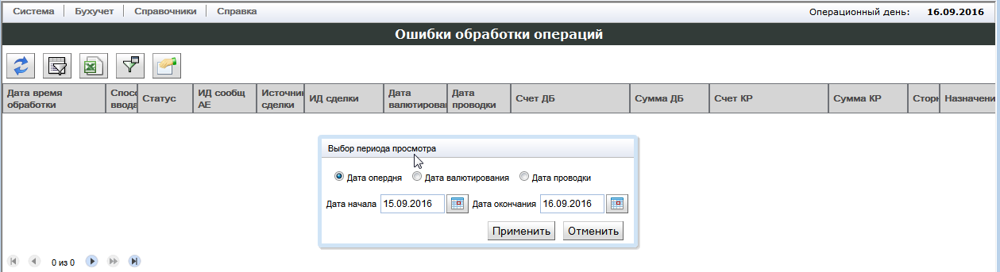 Система Бухучет Справочники Справка Операционный день: 16.09.2016
Ошибки обработки операций
Дата время обработки
Спосо ввода
Статус
ИД сообщ АЕ
Источни сделки
ИД сделки
Дата валютирован
Дата проводки
Счет ДБ
Сумма ДБ
Счет КР
Сумма КР
Сторн
Назначени
Выбор периода просмотра
Дата опердня Дата валютирования Дата проводки
Дата начала 15.09.2016 Дата окончания 16.09.2016
Применить Отменить
0 из 0